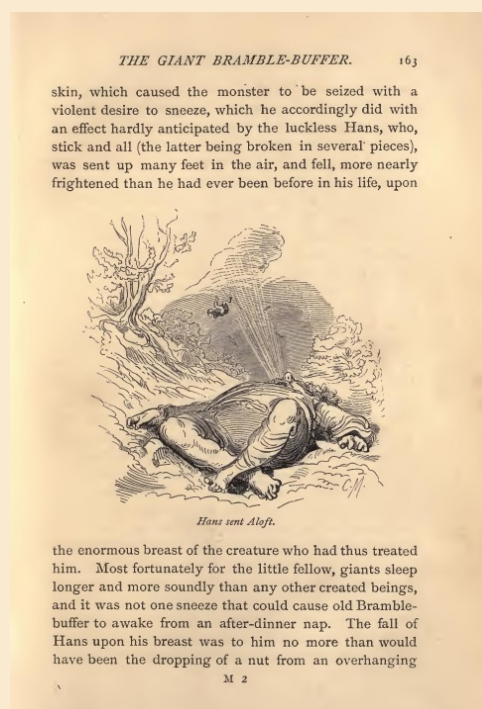 THE GIANT BRAMBLE-BUFFER. 163
skin, which caused the monster to be seized with a
violent desire to sneeze, which he accordingly did with
an effect hardly anticipated by the luckless Hans, who,
stick and all (the latter being broken in several pieces),
was sent up many feet in the air, and fell, more nearly
frightened than he had ever been before in his life, upon
C.M.
Hans sent Aloft.
the enormous breast of the creature who had thus treated
him. Most fortunately for the little fellow, giants sleep
longer and more soundly than any other created beings,
and it was not one sneeze that could cause old Bramble-
buffer to awake from an after-dinner nap. The fall of
Hans upon his breast was to him no more than would
have been the dropping of a nut from an overhanging
M 2